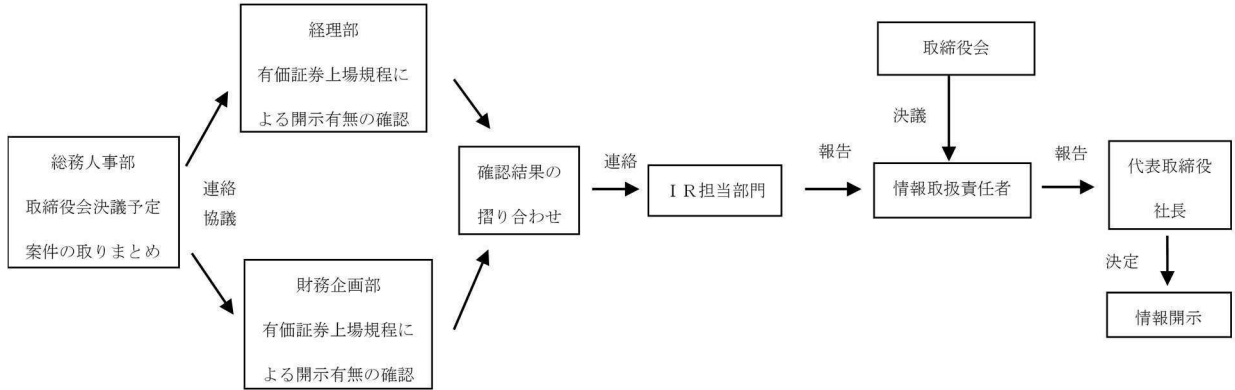 経理部
有価証券上場規程に
よる開示有無の確認
総務人事部
取締役会決議予定
案件の取りまとめ
連絡
協議
財務企画部
有価証券上場規程に
よる開示有無の確認
確認結果の
摺り合わせ
連絡
ＩＲ担当部門
報告
取締役会
決議
情報取扱責任者
報告
代表取締役
社長
決定
情報開示